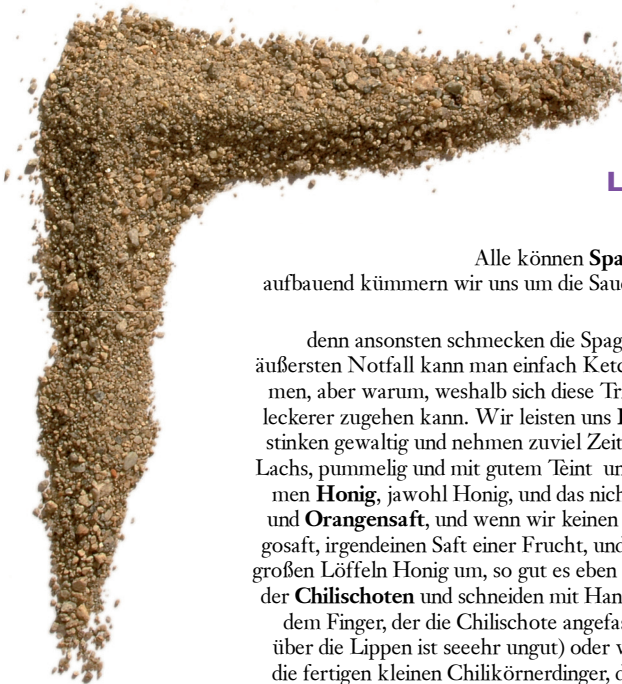 L
Alle können Spa
aufbauend kümmern wir uns um die Sau
denn ansonsten schmecken die Spag
äußersten Notfall kann man einfach Ketc
men, aber warum, weshalb sich diese Tr
leckerer zugehen kann. Wir leisten uns
stinken gewaltig und nehmen zuviel Zeit
Lachs, pummelig und mit gutem Teint un
men Honig, jawohl Honig, und das nich
und Orangensaft, und wenn wir keinen
gosaft, irgendeinen Saft einer Frucht, und
großen Löffeln Honig um, so gut es eben
der Chilischoten und schneiden mit Han
dem Finger, der die Chilischote angefas
über die Lippen ist seeehr ungut) oder w
die fertigen kleinen Chilikörnerdinger, d